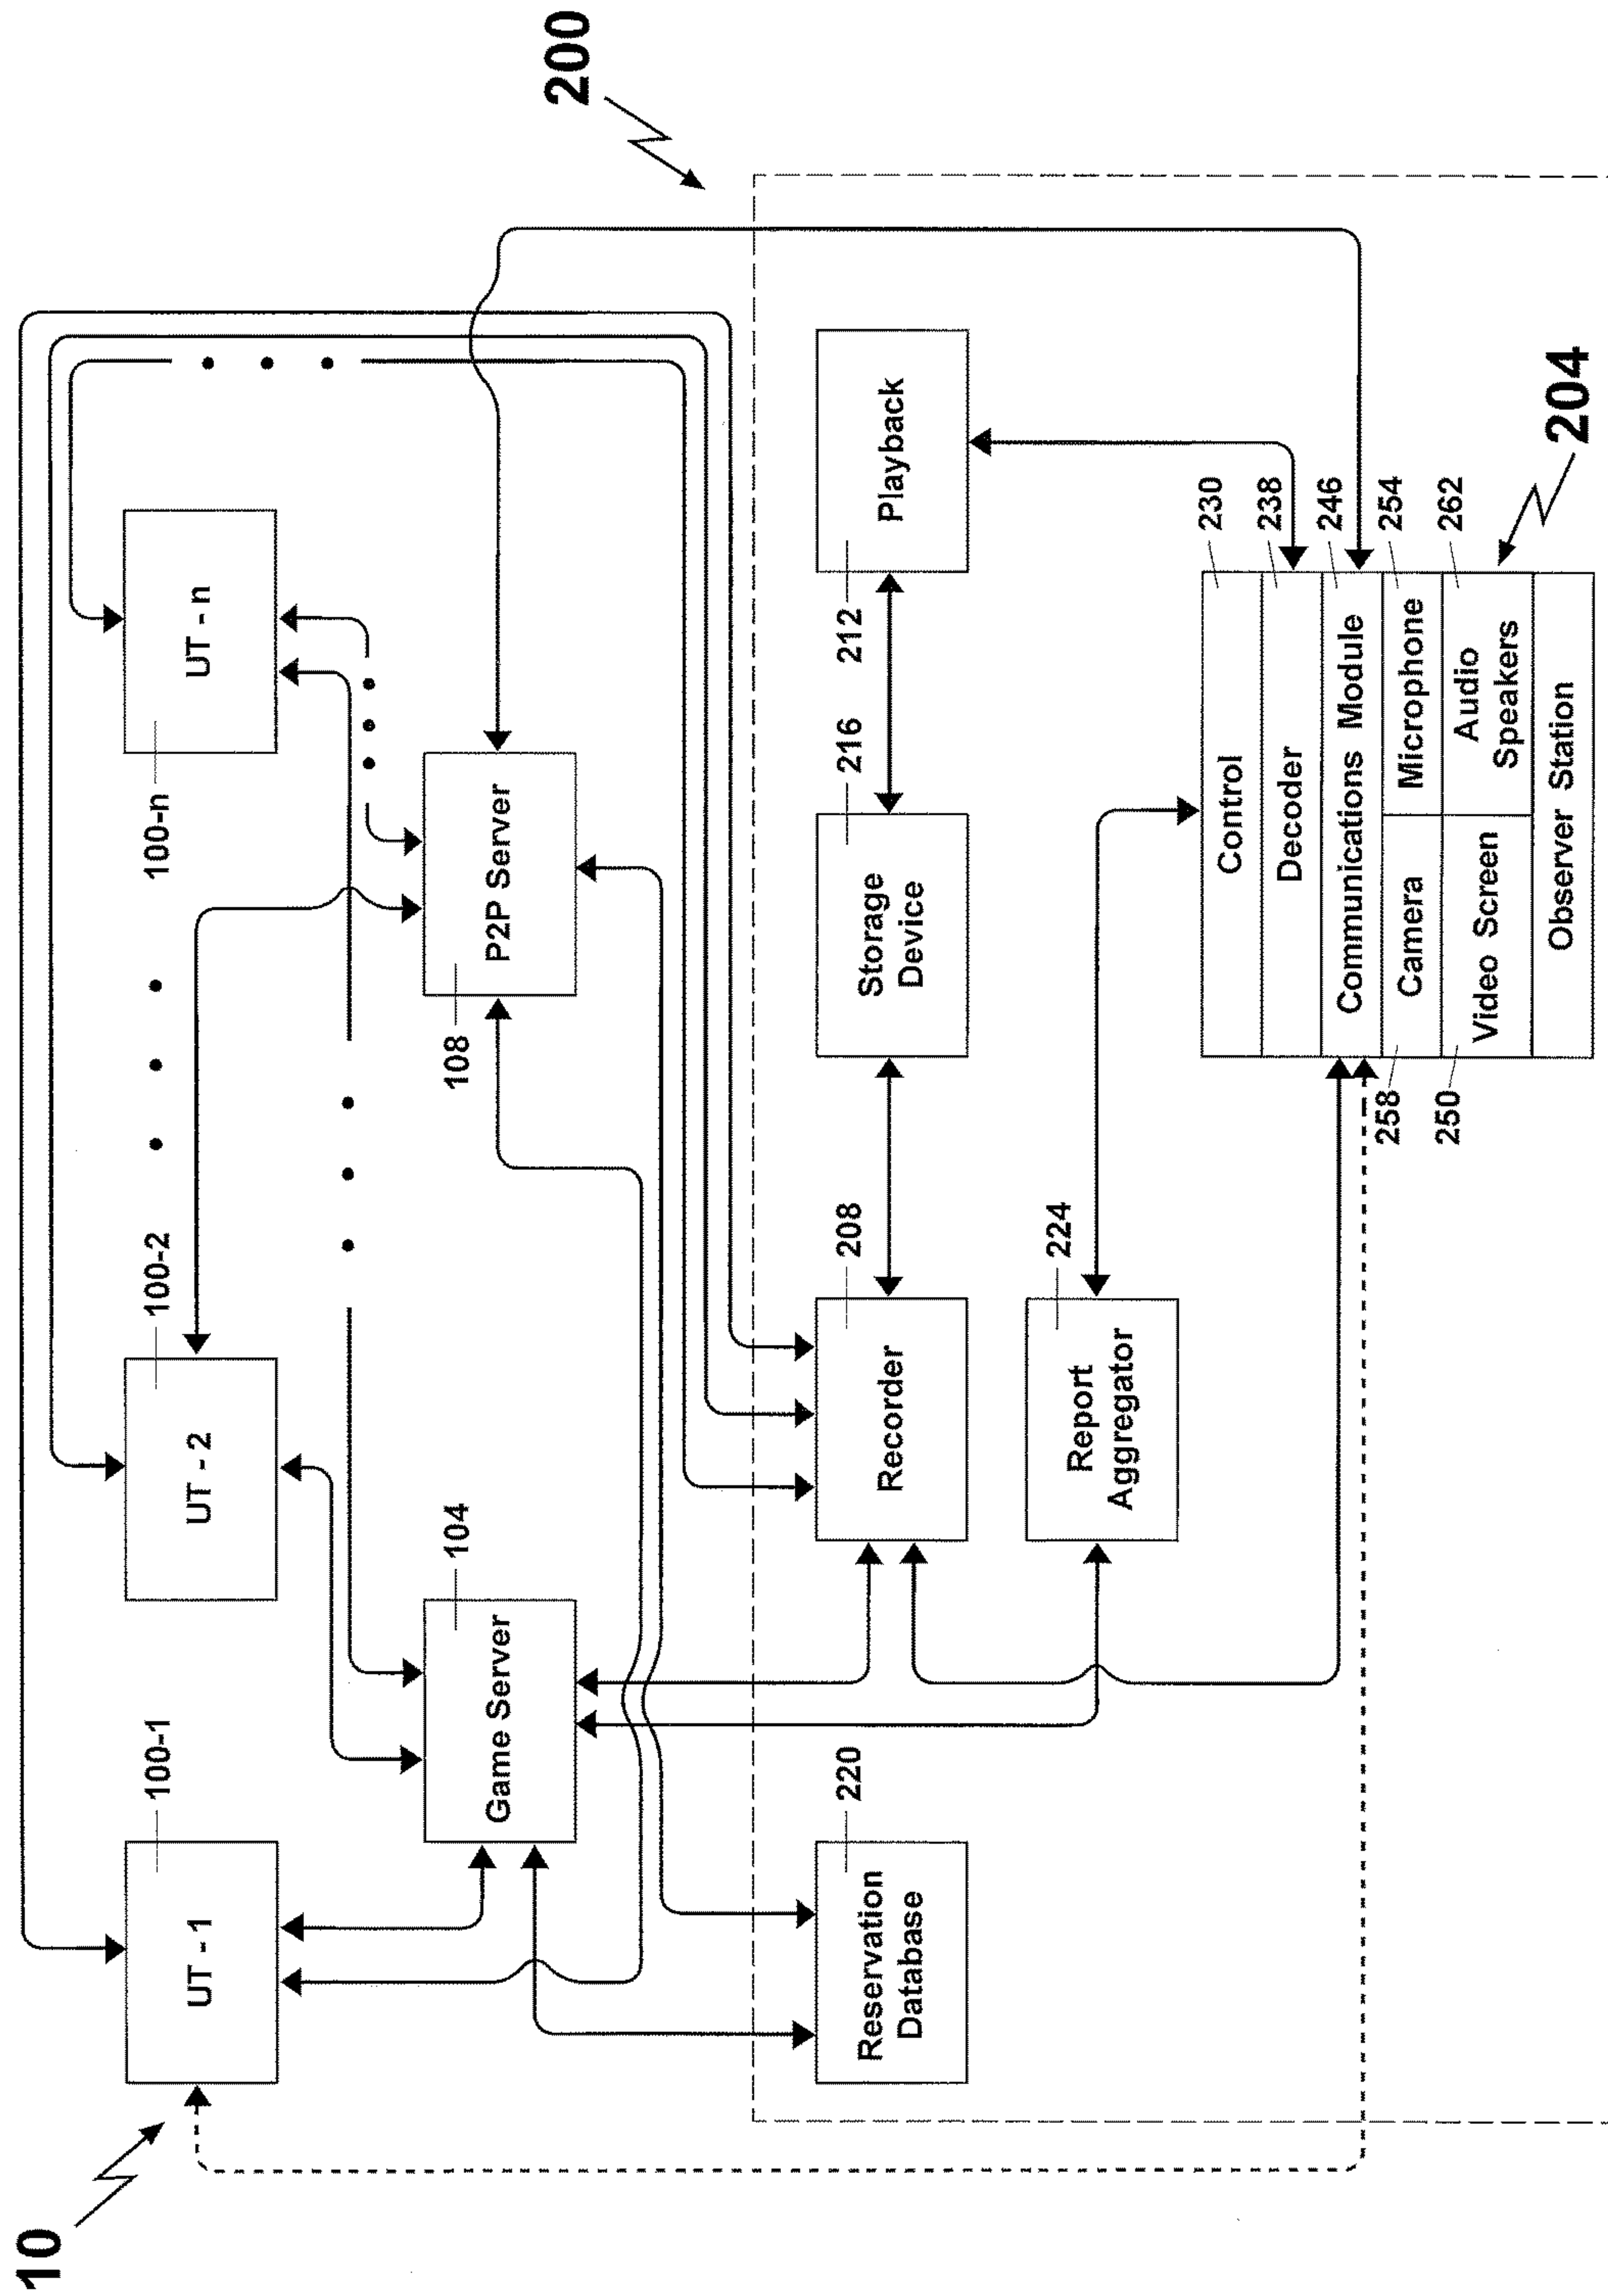 10
200
UT - 1
100-1
UT - 2
100-2
UT - n
100-n
Game Server
104
P2P Server
108
Reservation
Database
220
Recorder
208
Storage
Device
216
Playback
212
Report
Aggregator
224
Control
230
Decoder
238
Communications Module
246
Camera
258
Microphone
254
Video Screen
250
Audio
Speakers
262
Observer Station
204